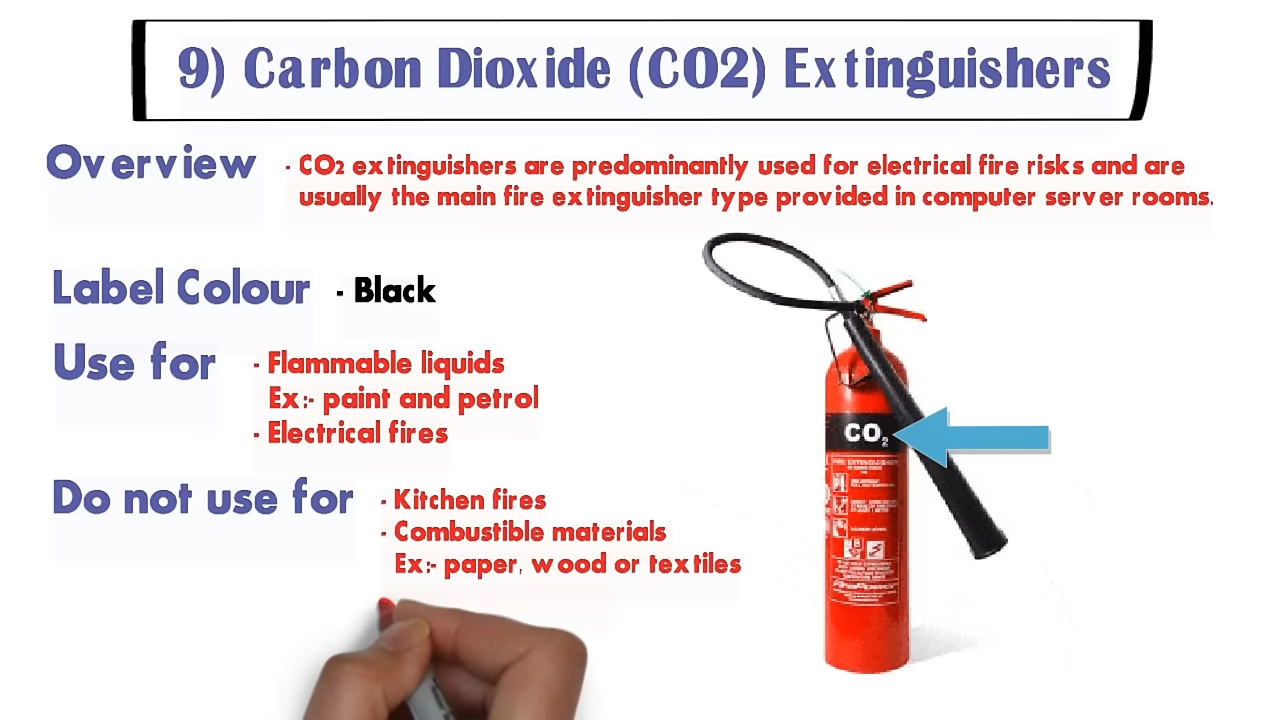 9) Carbon Dioxide (CO2) Extinguishers
Overview
- CO₂ extinguishers are predominantly used for electrical fire risks and are
usually the main fire extinguisher type provided in computer server rooms.
Label Colour
- Black
Use for
- Flammable liquids
Ex:- paint and petrol
- Electrical fires
CO₂
Do not use for
- Kitchen fires
- Combustible materials
Ex:- paper, wood or textiles